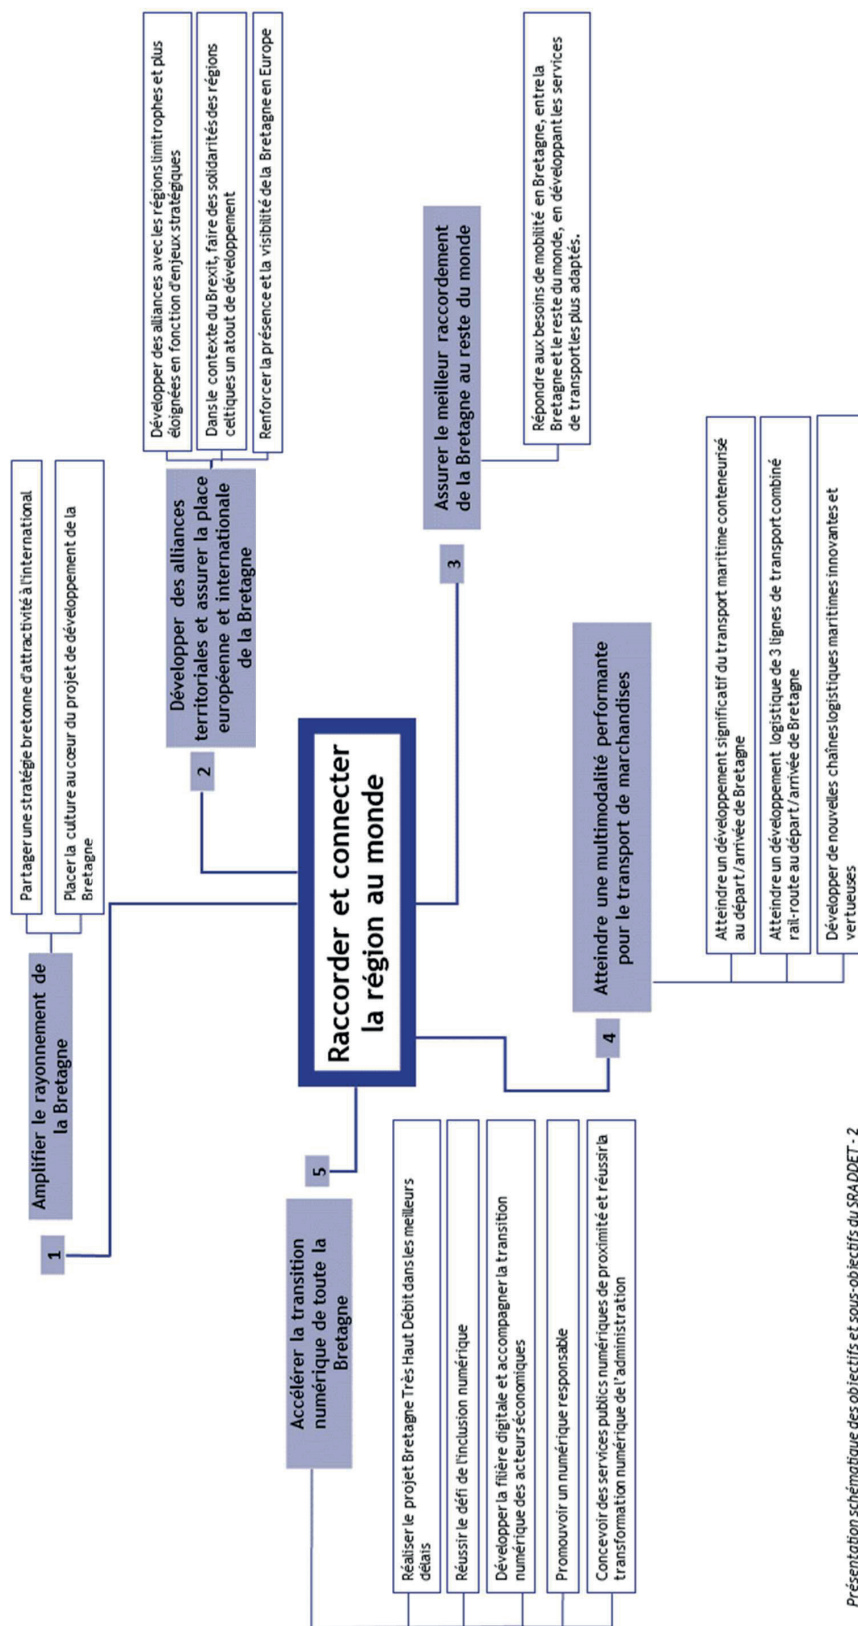 Raccorder et connecter
la région au monde
1
Amplifier le rayonnement de
la Bretagne
Partager une stratégie bretonne d'attractivité à l'international
Placer la culture au cœur du projet de développement de la
Bretagne
2
Développer des alliances
territoriales et assurer la place
européenne et internationale
de la Bretagne
Développer des alliances avec les régions limitrophes et plus
éloignées en fonction d'enjeux stratégiques
Dans le contexte du Brexit, faire des solidarités des régions
celtiques un atout de développement
Renforcer la présence et la visibilité de la Bretagne en Europe
3
Assurer le meilleur raccordement
de la Bretagne au reste du monde
Répondre aux besoins de mobilité en Bretagne, entre la
Bretagne et le reste du monde, en développant les services
de transport les plus adaptés.
4
Atteindre une multimodalité performante
pour le transport de marchandises
Atteindre un développement significatif du transport maritime conteneurisé
au départ/arrivée de Bretagne
Atteindre un développement logistique de 3 lignes de transport combiné
rail-route au départ/arrivée de Bretagne
Développer de nouvelles chaînes logistiques maritimes innovantes et
vertueuses
5
Accélérer la transition
numérique de toute la
Bretagne
Réaliser le projet Bretagne Très Haut Débit dans les meilleurs
délais
Réussir le défi de l'inclusion numérique
Développer la filière digitale et accompagner la transition
numérique des acteurs économiques
Promouvoir un numérique responsable
Concevoir des services publics numériques de proximité et réussir la
transformation numérique de l'administration
Présentation schématique des objectifs et sous-objectifs du SRADDET - 2